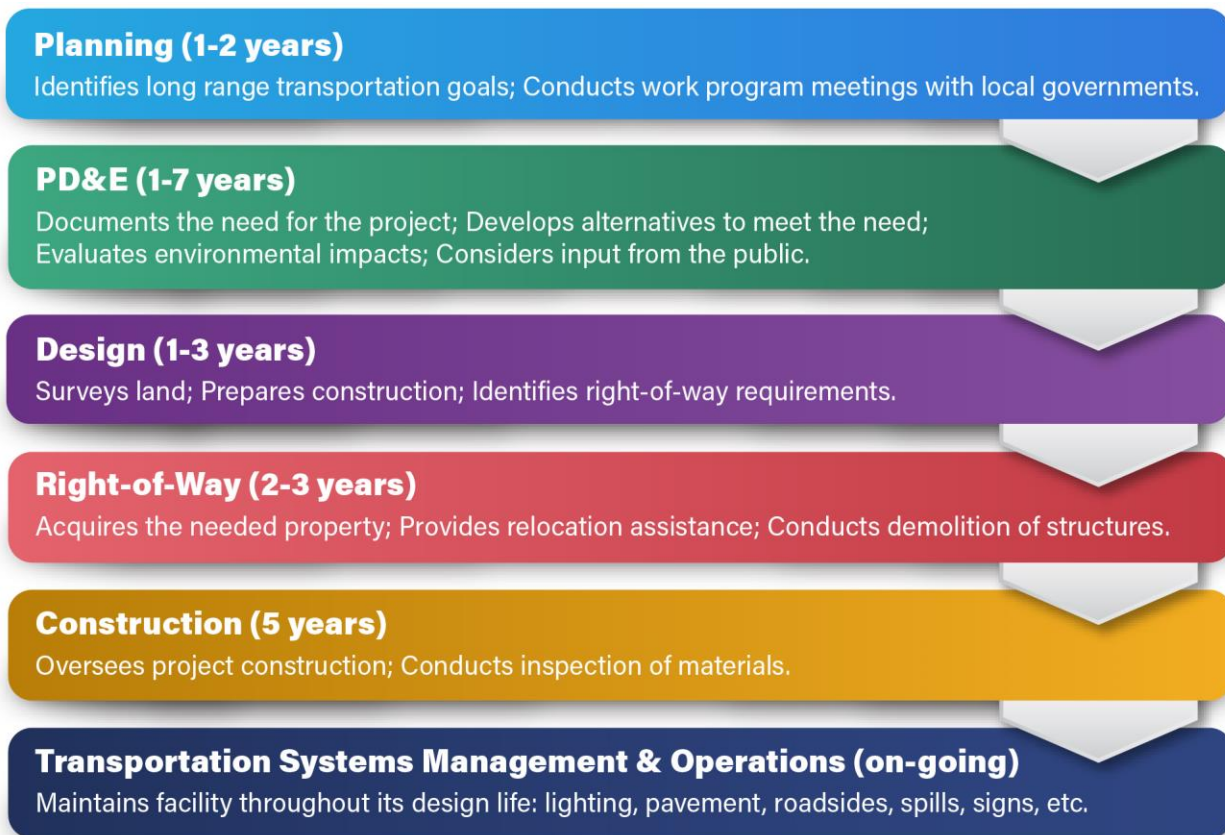 Planning (1-2 years)
Identifies long range transportation goals; Conducts work program meetings with local governments.
PD&E (1-7 years)
Documents the need for the project; Develops alternatives to meet the need;
Evaluates environmental impacts; Considers input from the public.
Design (1-3 years)
Surveys land; Prepares construction; Identifies right-of-way requirements.
Right-of-Way (2-3 years)
Acquires the needed property; Provides relocation assistance; Conducts demolition of structures.
Construction (5 years)
Oversees project construction; Conducts inspection of materials.
Transportation Systems Management & Operations (on-going)
Maintains facility throughout its design life: lighting, pavement, roadsides, spills, signs, etc.